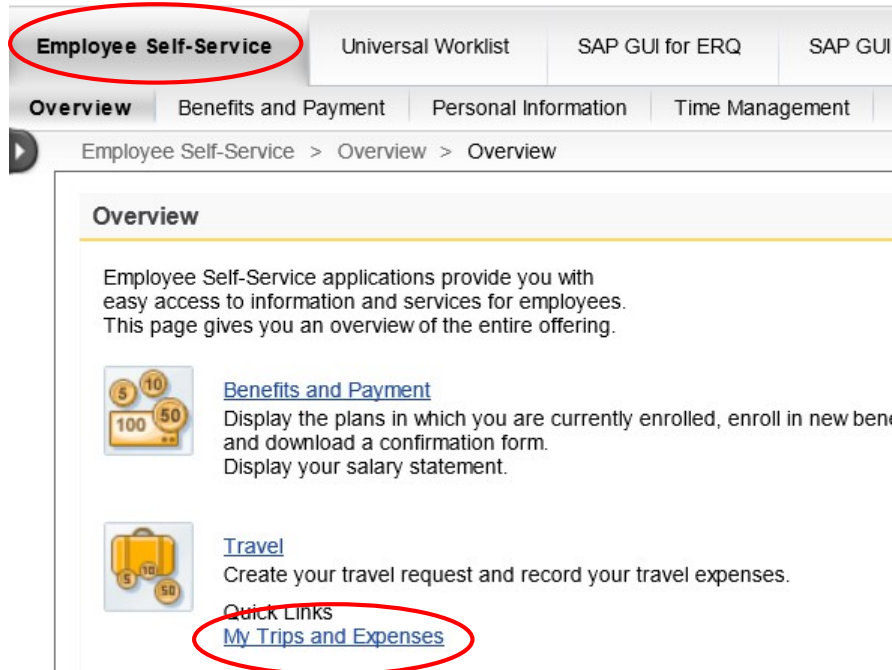 Employee Self-Service Universal Worklist SAP GUI for ERQ SAP GUI
Overview Benefits and Payment Personal Information Time Management
Employee Self-Service > Overview > Overview
Overview
Employee Self-Service applications provide you with
easy access to information and services for employees.
This page gives you an overview of the entire offering.
5 10 50 100
Benefits and Payment
Display the plans in which you are currently enrolled, enroll in new bene
and download a confirmation form.
Display your salary statement.
5 10 50
Travel
Create your travel request and record your travel expenses.
Quick Links
My Trips and Expenses